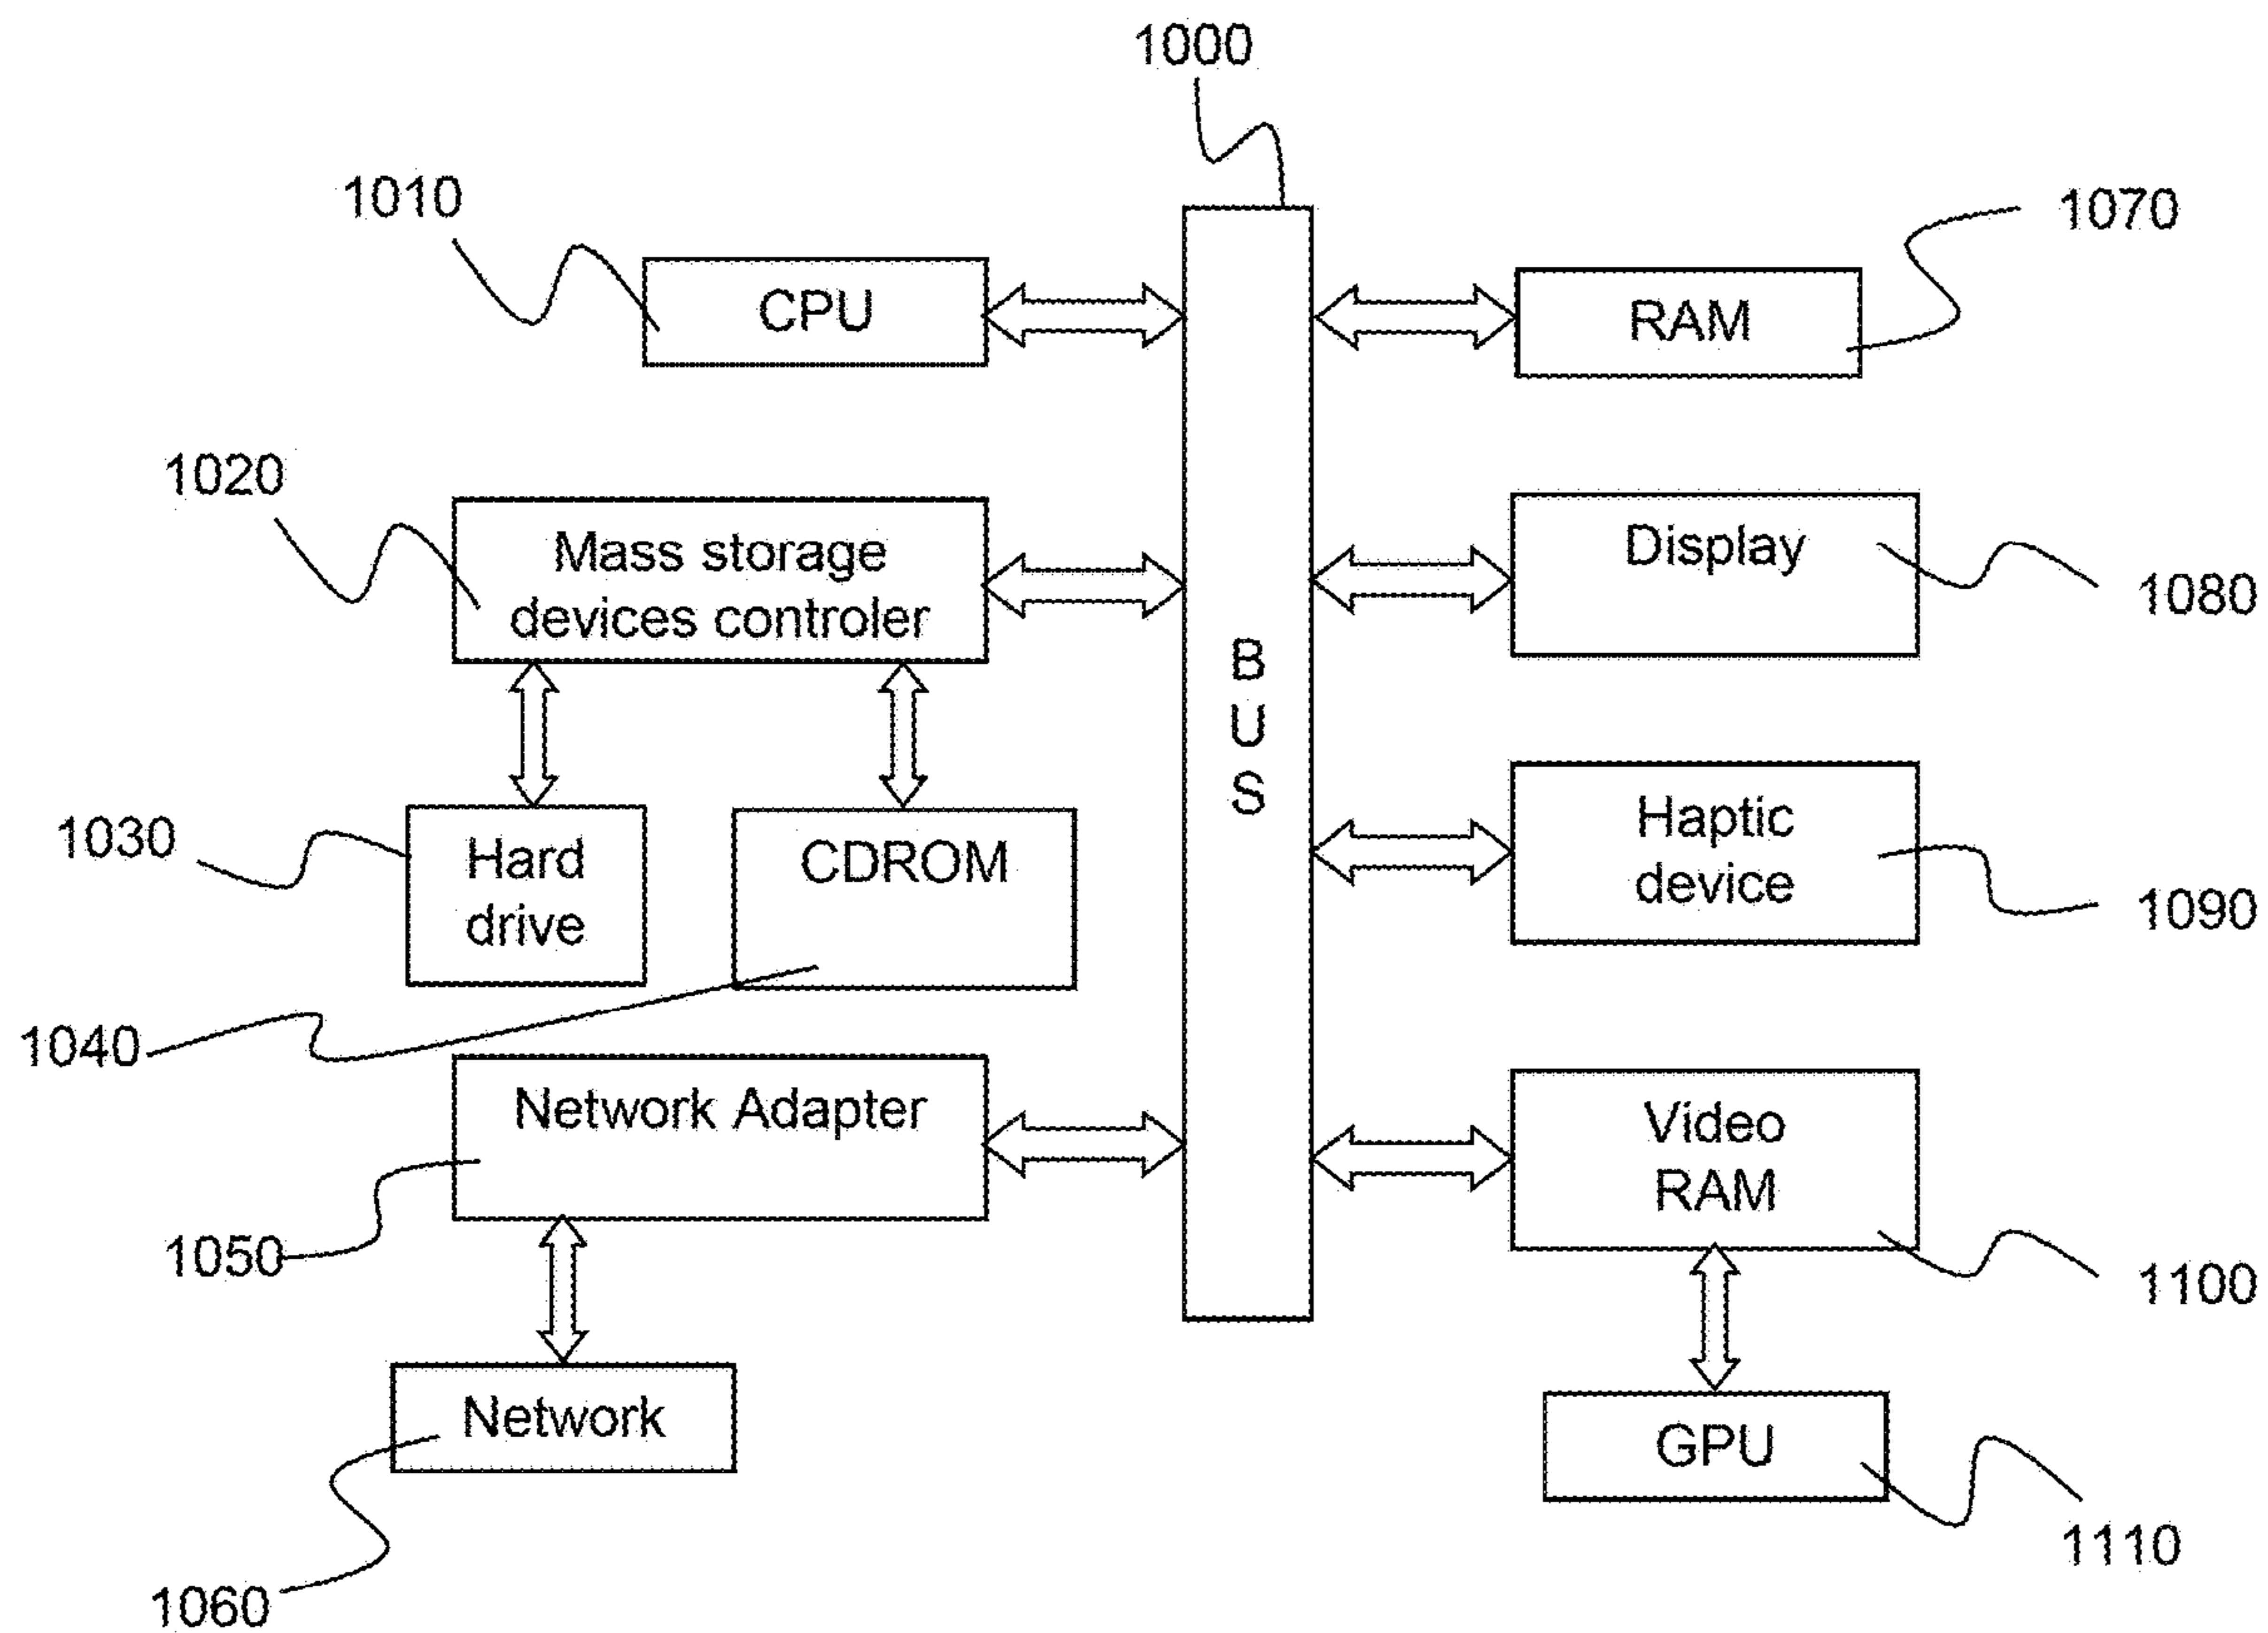 1000
1010
1070
CPU
RAM
1020
Mass storage
devices controler
Display
1080
B
U
S
1030
Hard
drive
CDROM
Haptic
device
1090
1040
Network Adapter
Video
RAM
1050
1100
Network
GPU
1110
1060